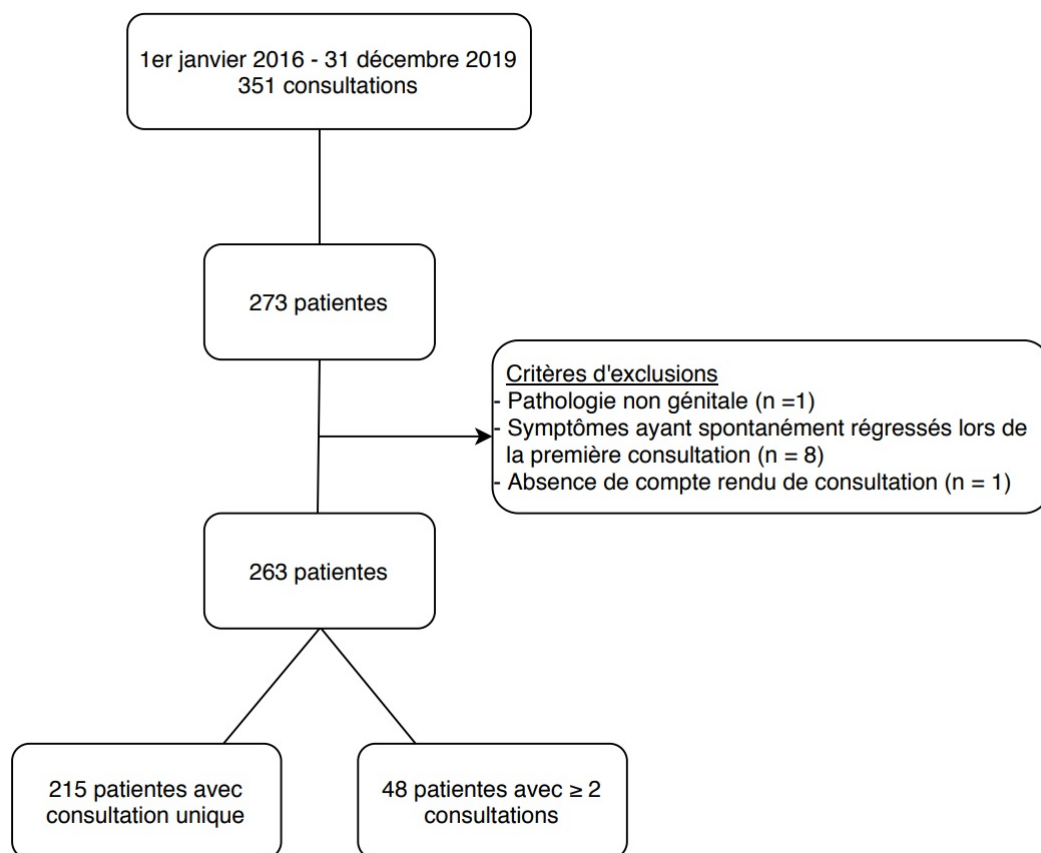 1er janvier 2016 - 31 décembre 2019
351 consultations
273 patientes
Critères d'exclusions
- Pathologie non génitale (n =1)
- Symptômes ayant spontanément régressés lors de
la première consultation (n = 8)
- Absence de compte rendu de consultation (n = 1)
263 patientes
215 patientes avec
consultation unique
48 patientes avec ≥ 2
consultations